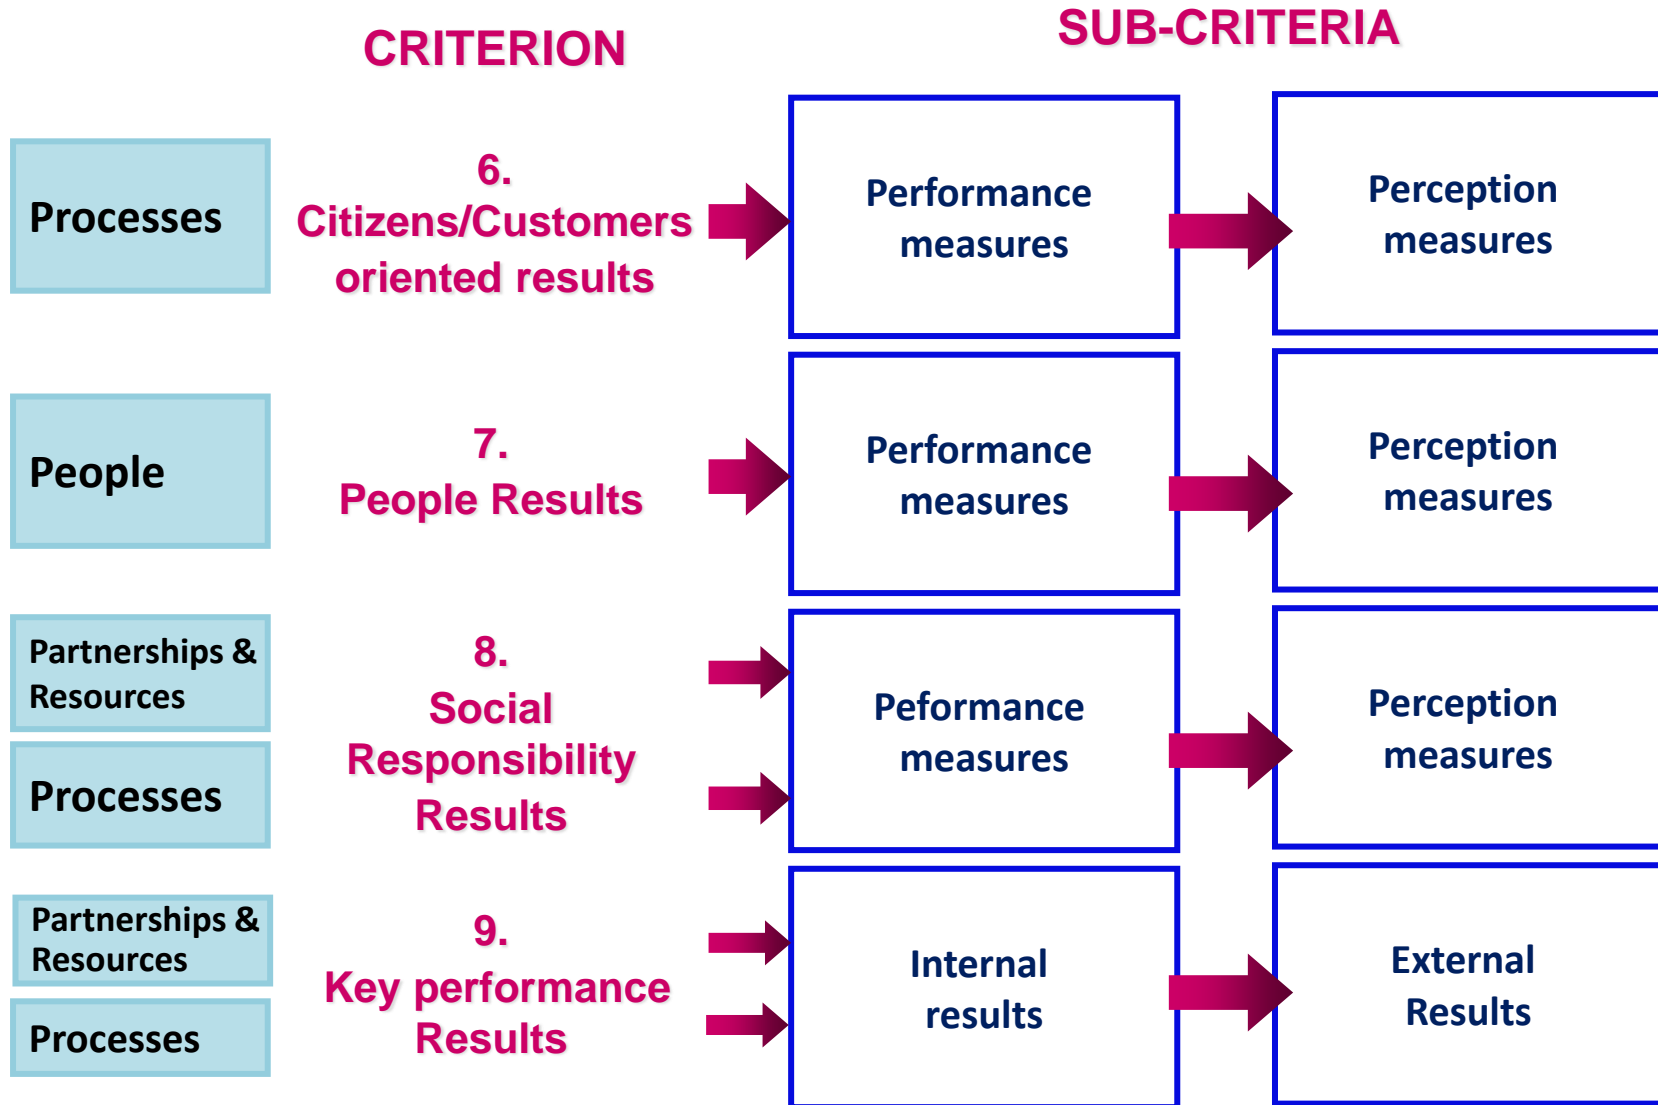 CRITERION
SUB-CRITERIA
Processes
6.
Citizens/Customers
oriented results
Performance
measures
Perception
measures
People
7.
People Results
Performance
measures
Perception
measures
Partnerships &
Resources
Processes
8.
Social
Responsibility
Results
Peformance
measures
Perception
measures
Partnerships &
Resources
Processes
9.
Key performance
Results
Internal
results
External
Results